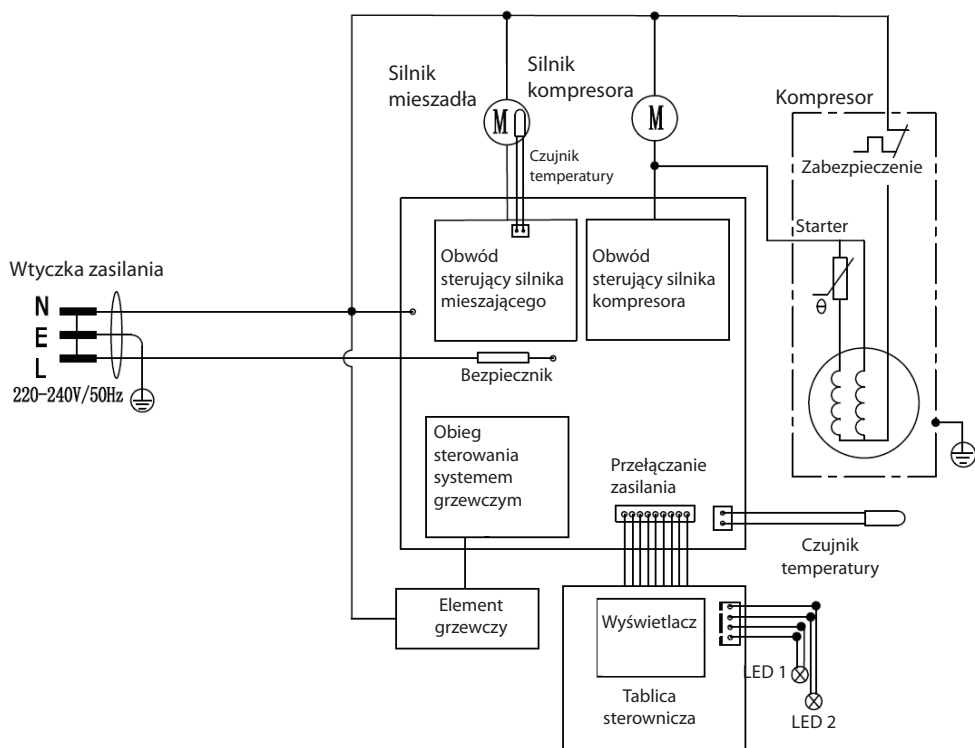 Silnik
mieszadła
Silnik
kompresora
M
M
Czujnik
temperatury
Kompresor
Zabezpieczenie
Starter
θ
Wtyczka zasilania
N
E
L
220-240V/50Hz
Obwód
sterujący silnika
mieszającego
Obwód
sterujący silnika
kompresora
Bezpiecznik
Obieg
sterowania
systemem
grzewczym
Przełączanie
zasilania
Czujnik
temperatury
Element
grzewczy
Wyświetlacz
Tablica
sterownicza
LED 1
LED 2